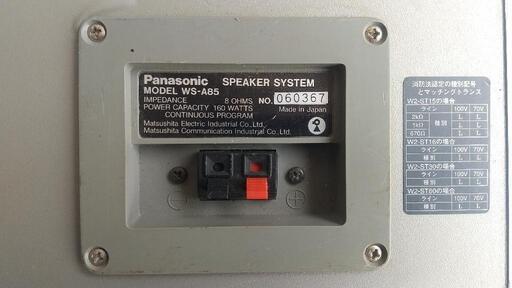 Panasonic SPEAKER SYSTEM
MODEL WS-A85
IMPEDANCE 8 OHMS NO. 060367
POWER CAPACITY 160 WATTS Made in Japan
CONTINUOUS PROGRAM
Matsushita Electric Industrial Co.,Ltd.
Matsushita Communication Industrial Co.,Ltd.
⊖ ⊕
消防法認定の種別記号
とマッチングトランス
W2-ST15の場合
ライン 100V 70V
2kΩ L L
1kΩ 種別 L L
670Ω L L
W2-ST16の場合
ライン 100V 70V
種別 L L
W2-ST30の場合
ライン 100V 70V
種別 L L
W2-ST60の場合
ライン 100V 70V
種別 L L